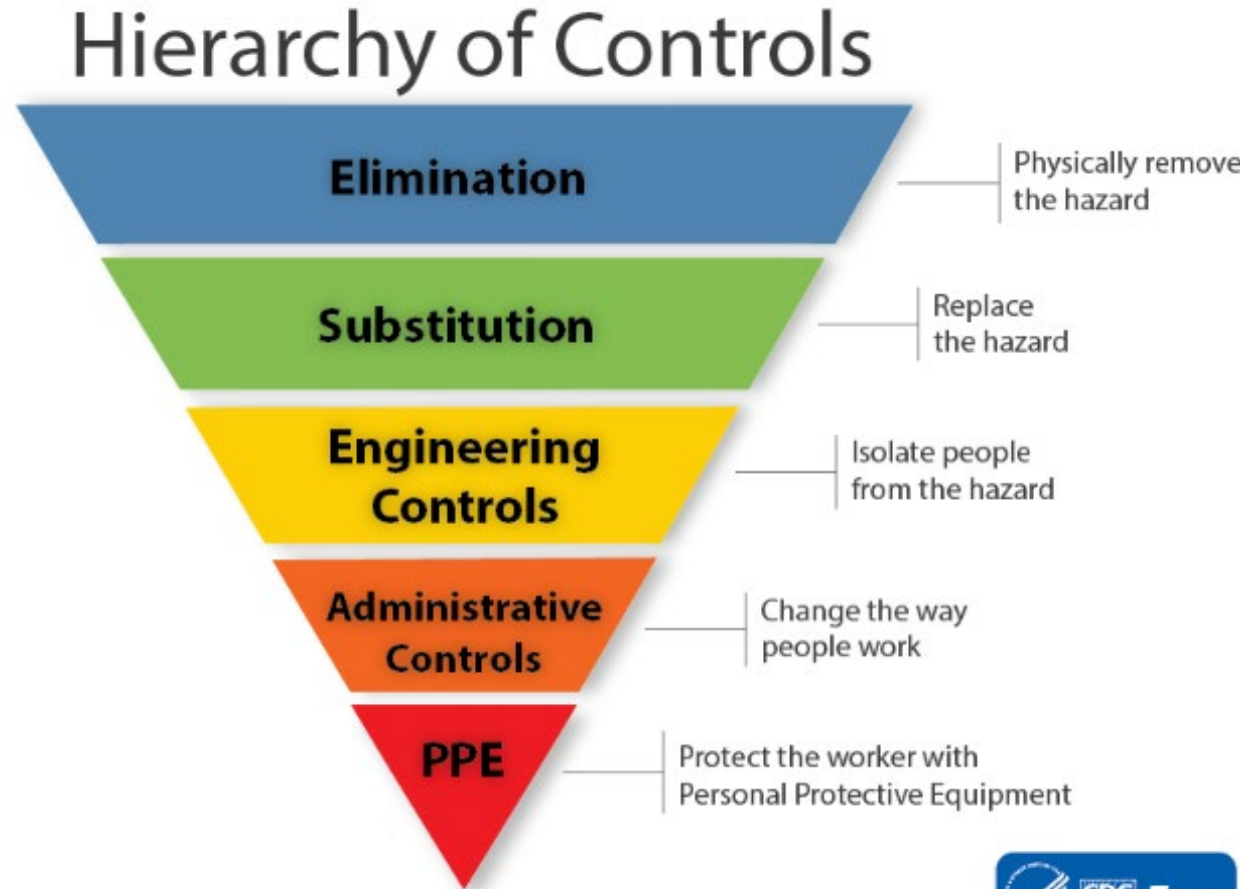 Hierarchy of Controls
Elimination
Physically remove
the hazard
Substitution
Replace
the hazard
Engineering
Controls
Isolate people
from the hazard
Administrative
Controls
Change the way
people work
PPE
Protect the worker with
Personal Protective Equipment
CDC